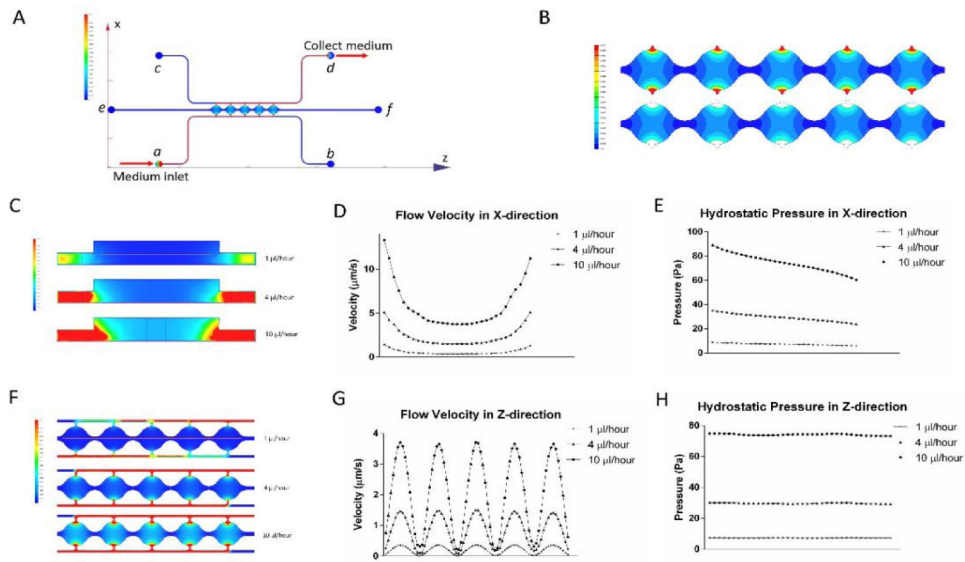 A
x
Collect medium
c
d
e
f
a
b
z
Medium inlet
B
C
1 μl/hour
4 μl/hour
10 μl/hour
D
Flow Velocity in X-direction
1 μl/hour
4 μl/hour
10 μl/hour
Velocity (μm/s)
10
5
0
E
Hydrostatic Pressure in X-direction
1 μl/hour
4 μl/hour
10 μl/hour
Pressure (Pa)
100
80
60
40
20
0
F
1 μl/hour
4 μl/hour
10 μl/hour
G
Flow Velocity in Z-direction
1 μl/hour
4 μl/hour
10 μl/hour
Velocity (μm/s)
4
3
2
1
0
H
Hydrostatic Pressure in Z-direction
1 μl/hour
4 μl/hour
10 μl/hour
Pressure (Pa)
80
60
40
20
0